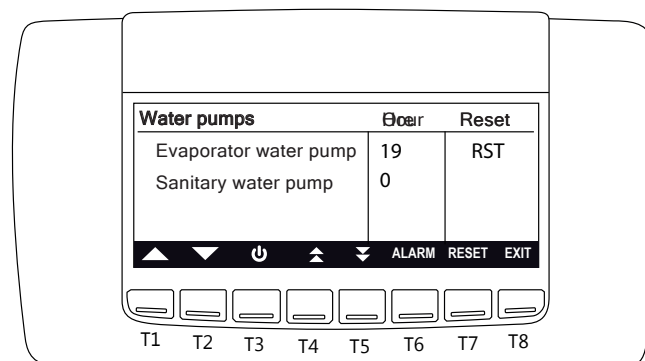 Water pumps Reset
Evaporator water pump 19 RST
Sanitary water pump 0
ALARM RESET EXIT
T1 T2 T3 T4 T5 T6 T7 T8